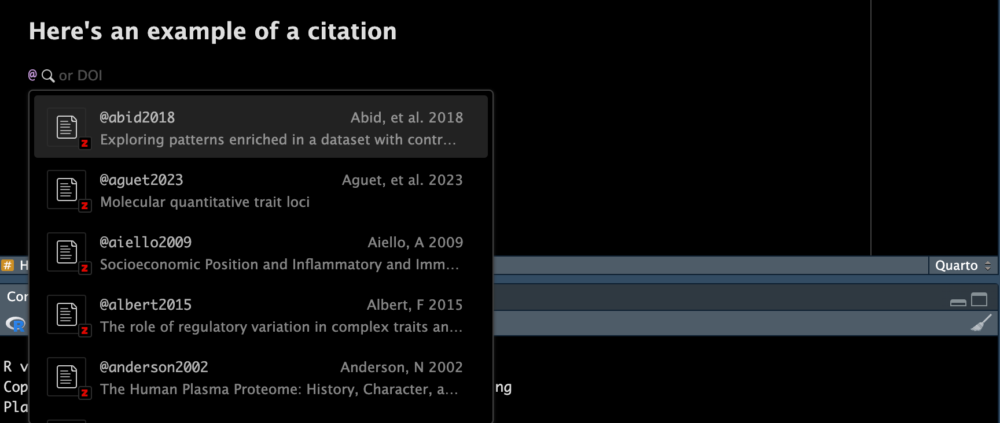 Here's an example of a citation
@ or DOI
@abid2018 Abid, et al. 2018
Exploring patterns enriched in a dataset with contr...
@aguet2023 Aguet, et al. 2023
Molecular quantitative trait loci
@aiello2009 Aiello, A 2009
Socioeconomic Position and Inflammatory and Imm...
@albert2015 Albert, F 2015
The role of regulatory variation in complex traits an...
@anderson2002 Anderson, N 2002
The Human Plasma Proteome: History, Character, a...
# H
Quarto
Cor
R
R v
Cop ng
Pla